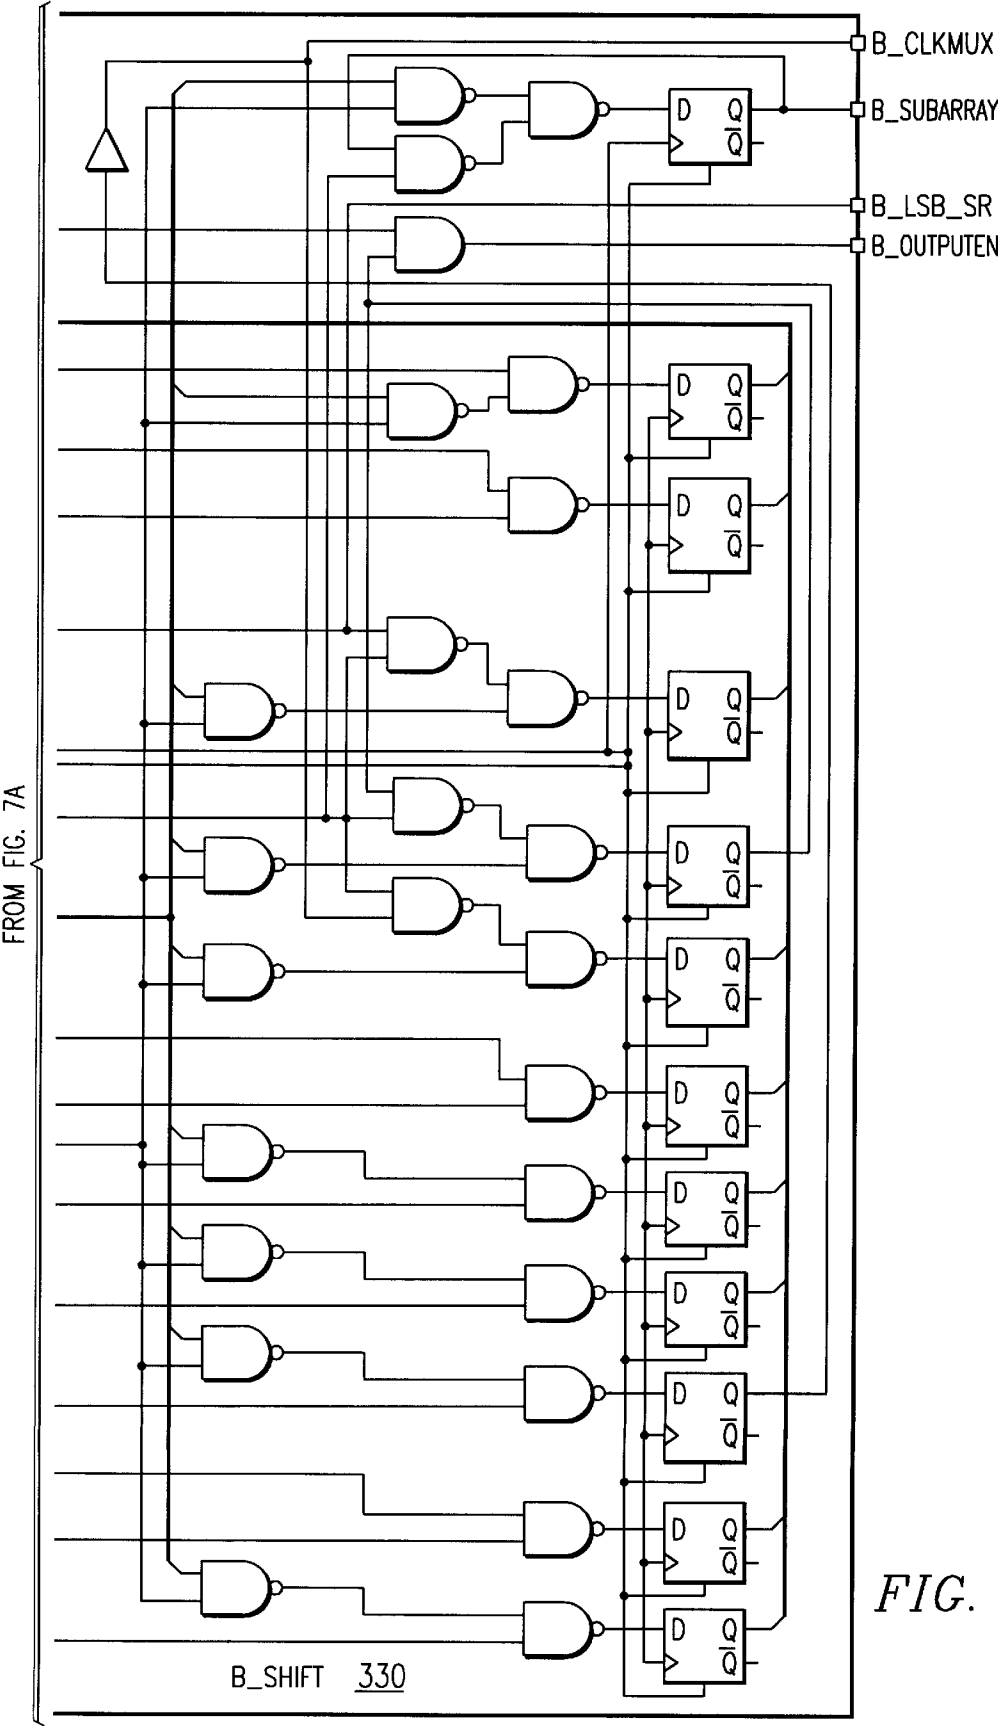 B_CLKMUX
B_SUBARRAY
B_LSB_SR
B_OUTPUTEN
D Q
Q̅
D Q
Q̅
D Q
Q̅
D Q
Q̅
D Q
Q̅
D Q
Q̅
D Q
Q̅
D Q
Q̅
D Q
Q̅
D Q
Q̅
D Q
Q̅
D Q
Q̅
FROM FIG. 7A
FIG.
B_SHIFT 330